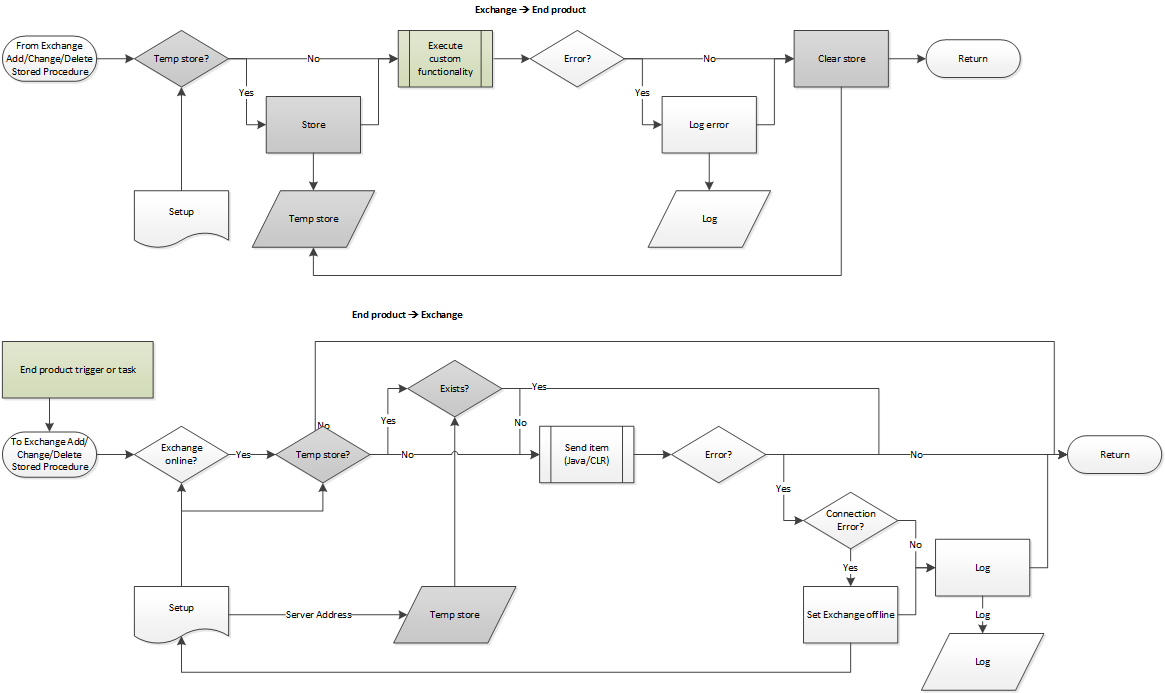 Exchange → End product
From Exchange
Add/Change/Delete
Stored Procedure
Temp store?
No
Execute
custom
functionality
Error?
No
Clear store
Return
Yes
Store
Yes
Log error
Setup
Temp store
Log
End product → Exchange
End product trigger or task
Exists?
Yes
Yes
No
No
To Exchange Add/
Change/Delete
Stored Procedure
Exchange
online?
Yes
Temp store?
No
Send item
(Java/CLR)
Error?
No
Return
Yes
Connection
Error?
No
Yes
Log
Setup
Server Address
Temp store
Set Exchange offline
Log
Log